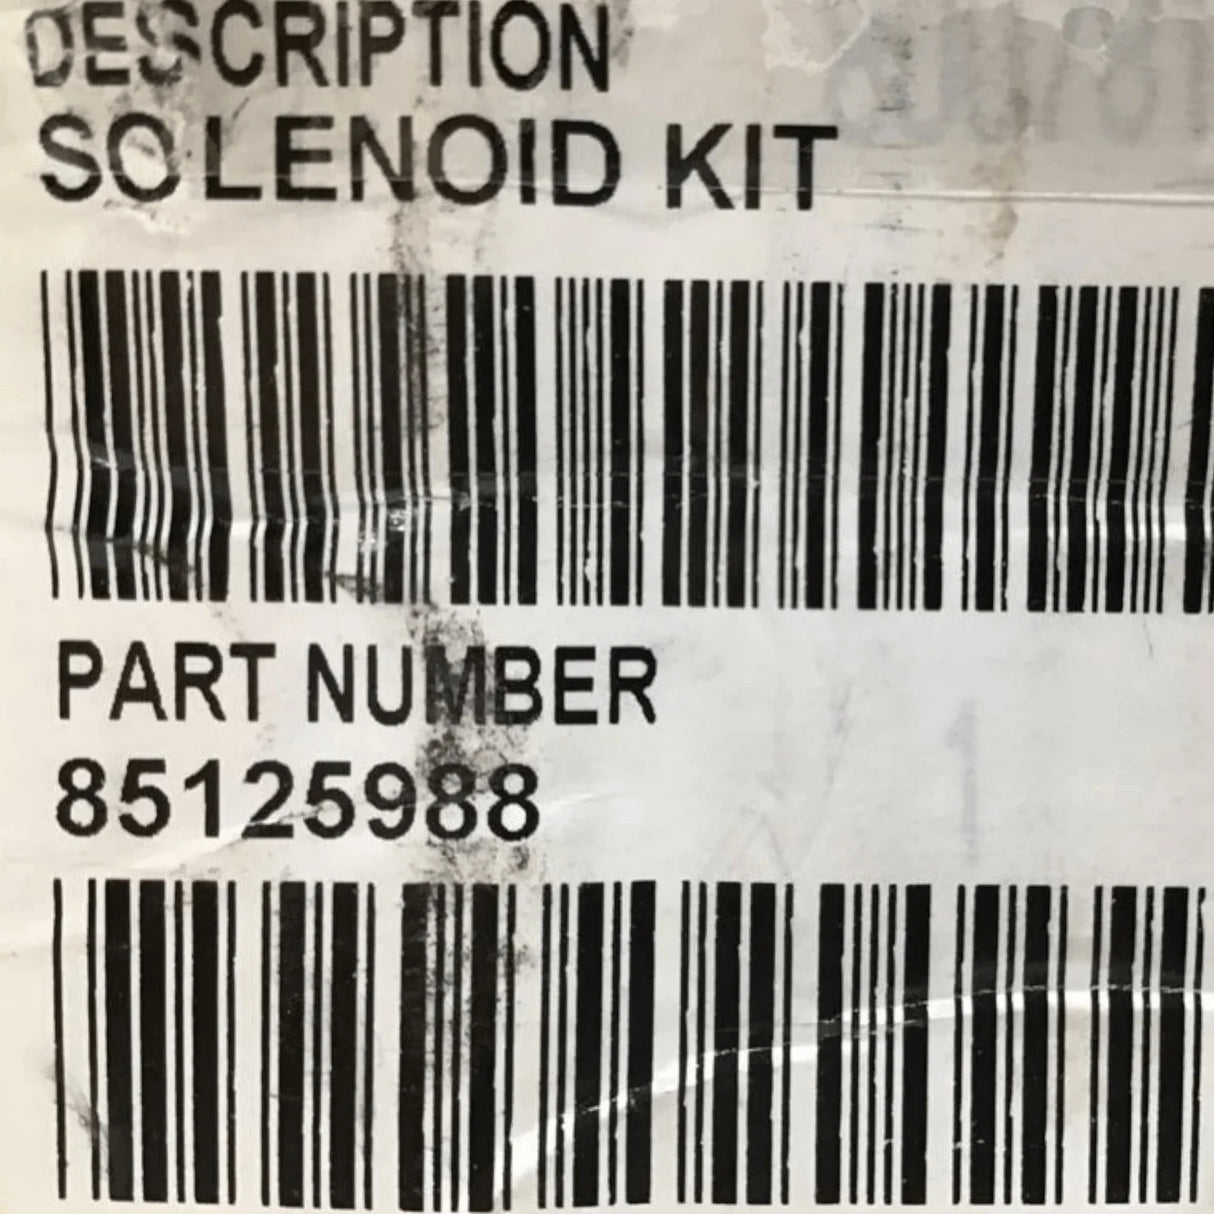 DESCRIPTION
SOLENOID KIT
PART NUMBER
85125988